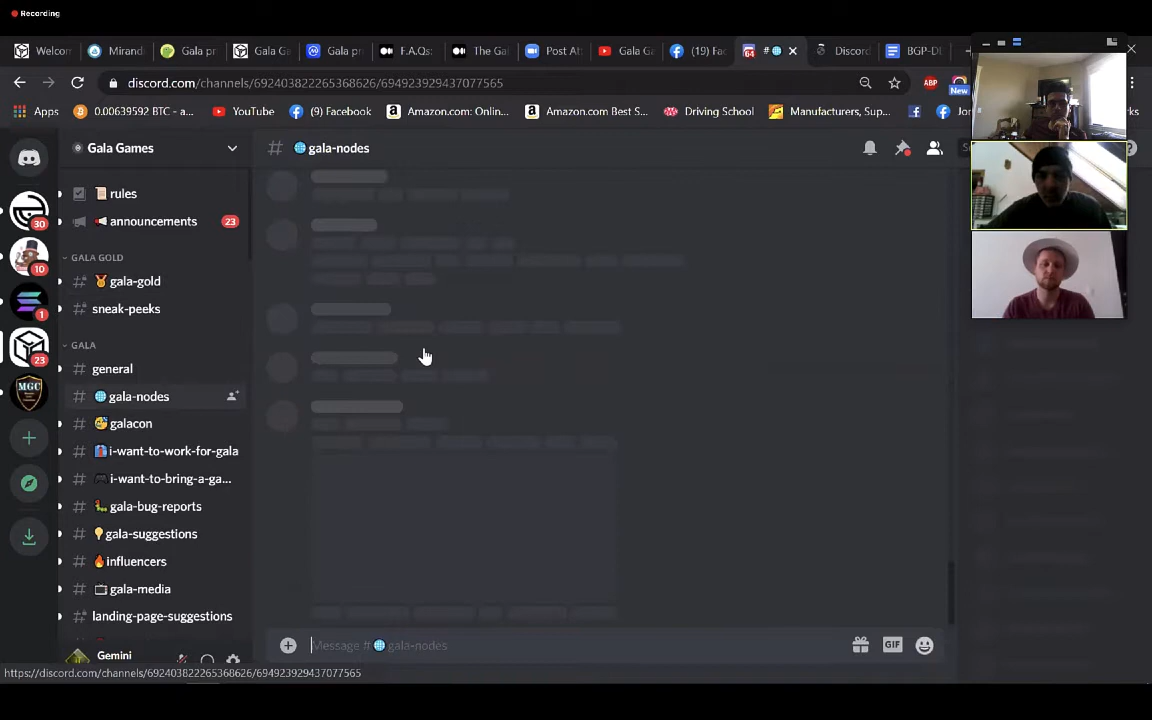 Recording
Welcom
Mirand
Gala pr
Gala Ga
Gala pr
F.A.Qs:
The Gal
Post At
Gala G
(19) Fac
#
Discord
BGP-DE
discord.com/channels/692403822265368626/694923929437077565
ABP
New
Apps
0.00639592 BTC - a...
YouTube
(9) Facebook
Amazon.com: Onlin...
Amazon.com Best S...
Driving School
Manufacturers, Sup...
Gala Games
# gala-nodes
rules
announcements 23
GALA GOLD
gala-gold
sneak-peeks
GALA
general
gala-nodes
galacon
i-want-to-work-for-gala
i-want-to-bring-a-ga...
gala-bug-reports
gala-suggestions
influencers
gala-media
landing-page-suggestions
30
10
1
23
MGC
Message # gala-nodes
GIF
Gemini
https://discord.com/channels/692403822265368626/694923929437077565